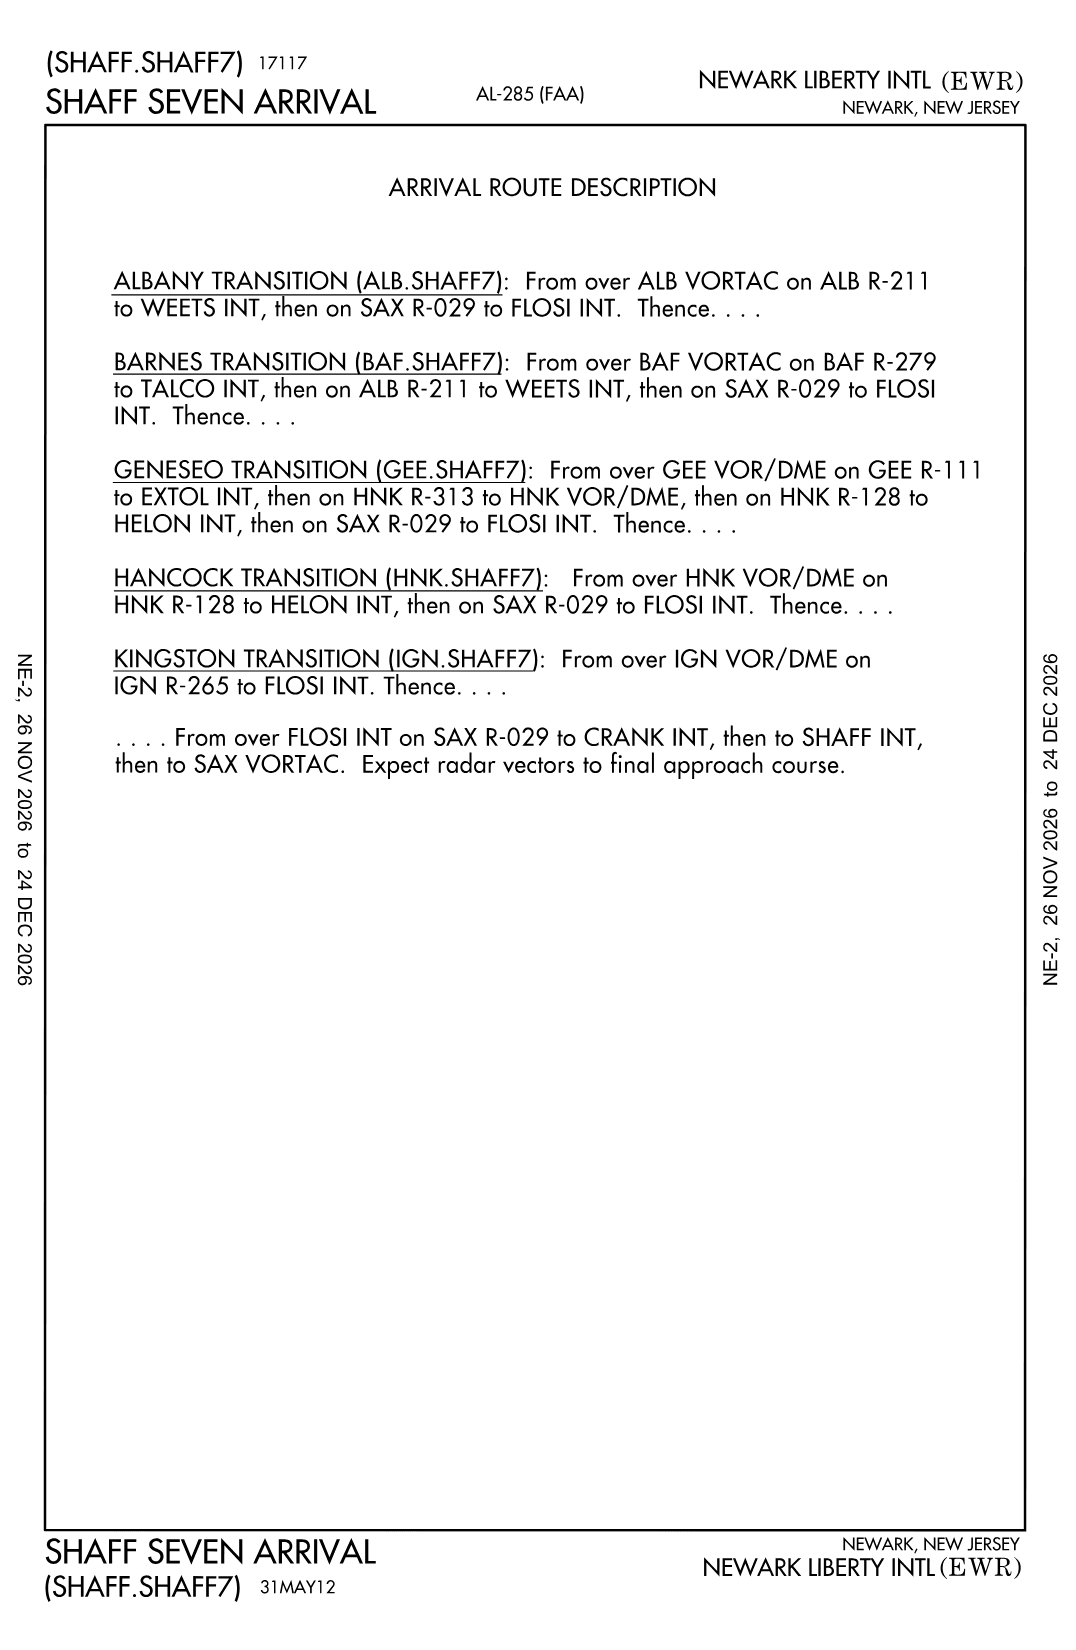 (SHAFF.SHAFF7) 17117
SHAFF SEVEN ARRIVAL
AL-285 (FAA)
NEWARK LIBERTY INTL (EWR)
NEWARK, NEW JERSEY
ARRIVAL ROUTE DESCRIPTION
ALBANY TRANSITION (ALB.SHAFF7): From over ALB VORTAC on ALB R-211
to WEETS INT, then on SAX R-029 to FLOSI INT. Thence. . . .
BARNES TRANSITION (BAF.SHAFF7): From over BAF VORTAC on BAF R-279
to TALCO INT, then on ALB R-211 to WEETS INT, then on SAX R-029 to FLOSI
INT. Thence. . . .
GENESEO TRANSITION (GEE.SHAFF7): From over GEE VOR/DME on GEE R-111
to EXTOL INT, then on HNK R-313 to HNK VOR/DME, then on HNK R-128 to
HELON INT, then on SAX R-029 to FLOSI INT. Thence. . . .
HANCOCK TRANSITION (HNK.SHAFF7): From over HNK VOR/DME on
HNK R-128 to HELON INT, then on SAX R-029 to FLOSI INT. Thence. . . .
KINGSTON TRANSITION (IGN.SHAFF7): From over IGN VOR/DME on
IGN R-265 to FLOSI INT. Thence. . . .
. . . . From over FLOSI INT on SAX R-029 to CRANK INT, then to SHAFF INT,
then to SAX VORTAC. Expect radar vectors to final approach course.
NE-2, 26 NOV 2026 to 24 DEC 2026
NE-2, 26 NOV 2026 to 24 DEC 2026
SHAFF SEVEN ARRIVAL
(SHAFF.SHAFF7) 31MAY12
NEWARK, NEW JERSEY
NEWARK LIBERTY INTL (EWR)